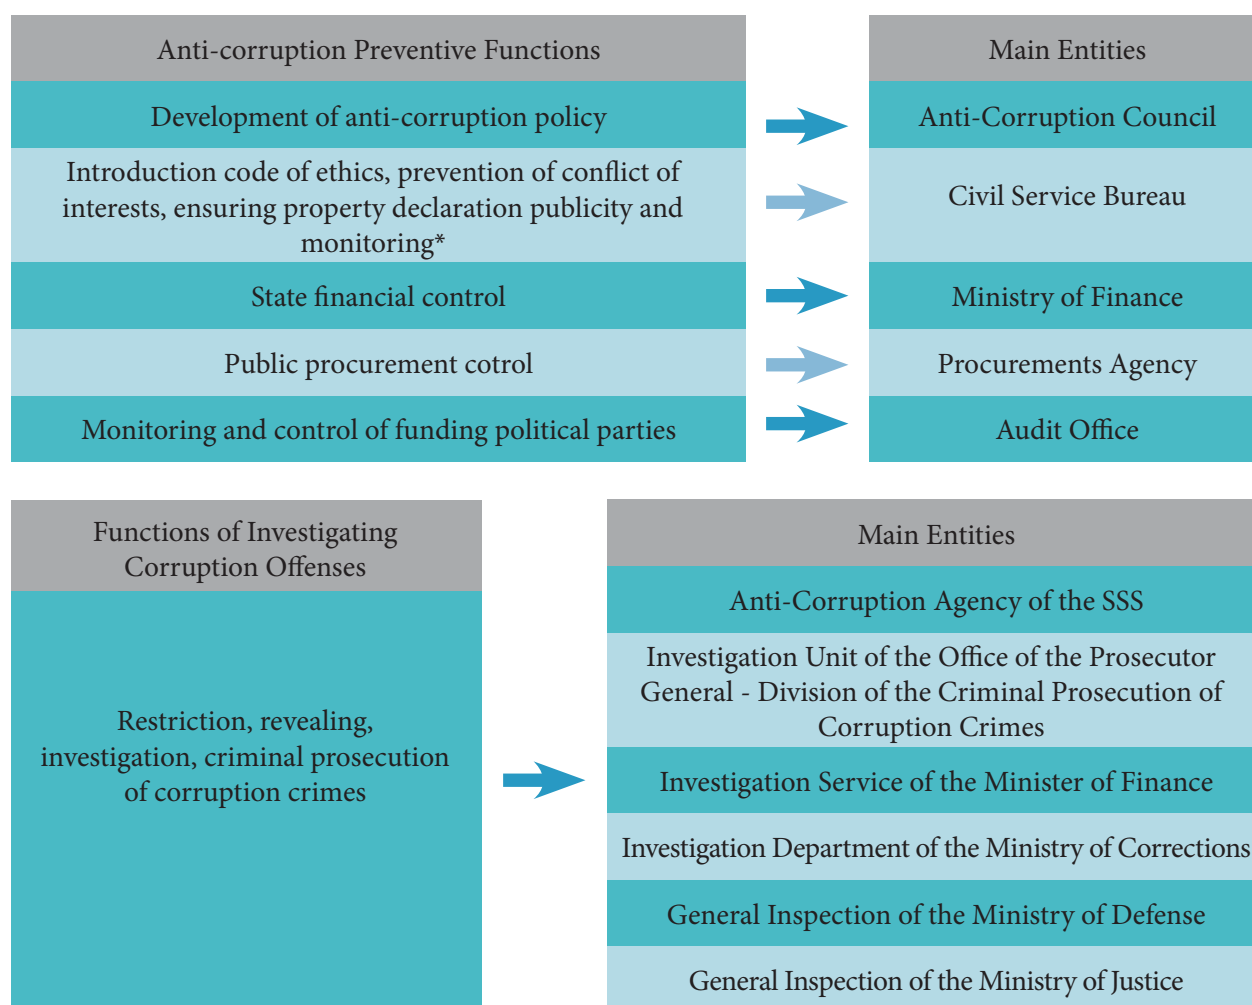 Anti-corruption Preventive Functions
Main Entities
Development of anti-corruption policy
Anti-Corruption Council
Introduction code of ethics, prevention of conflict of
interests, ensuring property declaration publicity and
monitoring*
Civil Service Bureau
State financial control
Ministry of Finance
Public procurement cotrol
Procurements Agency
Monitoring and control of funding political parties
Audit Office
Functions of Investigating
Corruption Offenses
Main Entities
Restriction, revealing,
investigation, criminal prosecution
of corruption crimes
Anti-Corruption Agency of the SSS
Investigation Unit of the Office of the Prosecutor
General - Division of the Criminal Prosecution of
Corruption Crimes
Investigation Service of the Minister of Finance
Investigation Department of the Ministry of Corrections
General Inspection of the Ministry of Defense
General Inspection of the Ministry of Justice